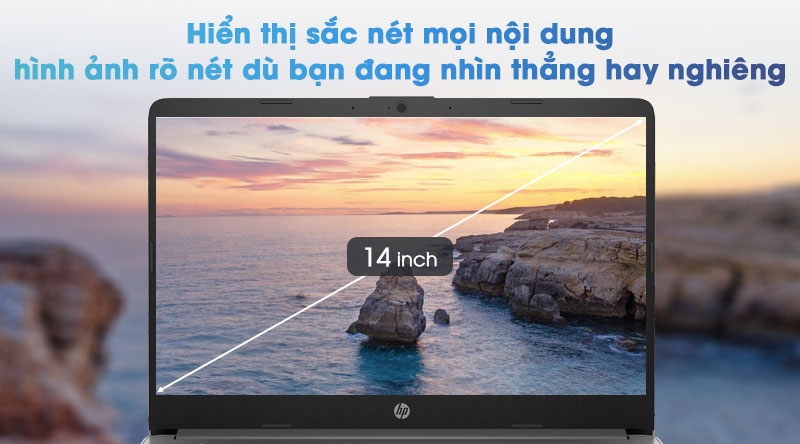 Hiển thị sắc nét mọi nội dung
hình ảnh rõ nét dù bạn đang nhìn thẳng hay nghiêng
14 inch
hp